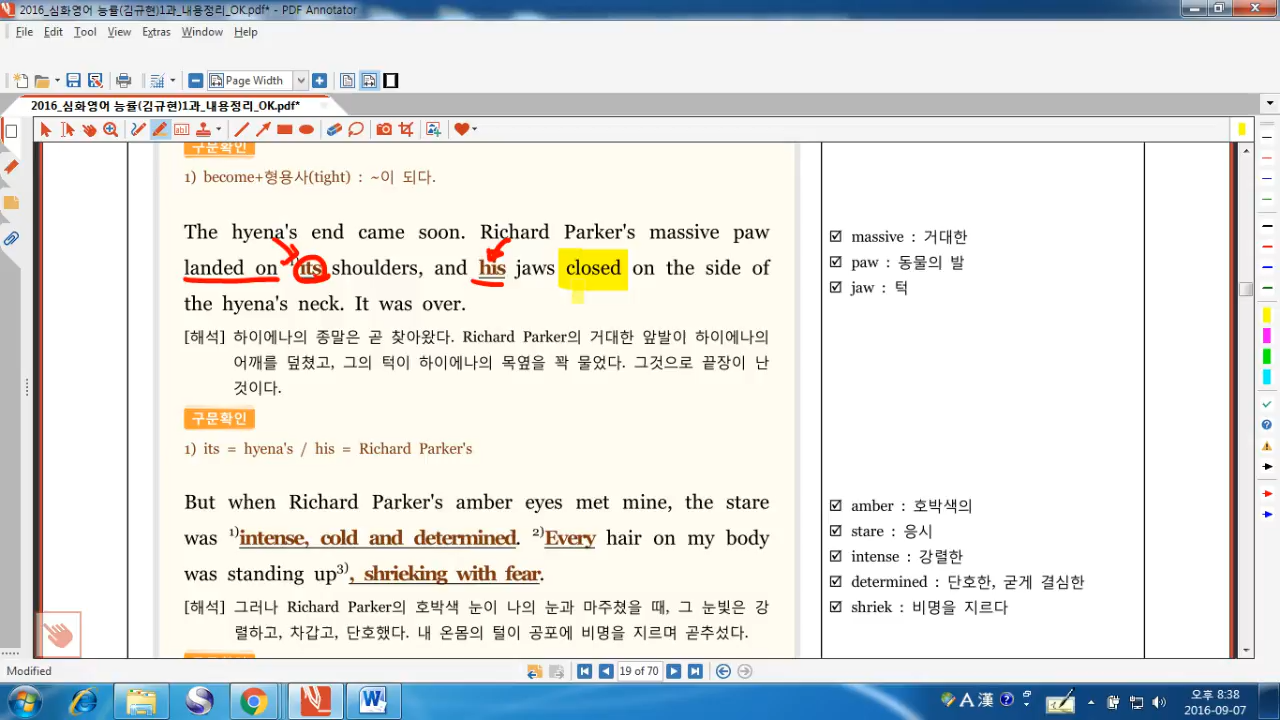 2016_심화영어 능률(김규현)1과_내용정리_OK.pdf* - PDF Annotator
File Edit Tool View Extras Window Help
Page Width
2016_심화영어 능률(김규현)1과_내용정리_OK.pdf*
구문확인
1) become+형용사(tight) : ~이 되다.
The hyena's end came soon. Richard Parker's massive paw
landed on its shoulders, and his jaws closed on the side of
the hyena's neck. It was over.
[해석] 하이에나의 종말은 곧 찾아왔다. Richard Parker의 거대한 앞발이 하이에나의
어깨를 덮쳤고, 그의 턱이 하이에나의 목옆을 꽉 물었다. 그것으로 끝장이 난
것이다.
구문확인
1) its = hyena's / his = Richard Parker's
But when Richard Parker's amber eyes met mine, the stare
was 1)intense, cold and determined. 2)Every hair on my body
was standing up3), shrieking with fear.
[해석] 그러나 Richard Parker의 호박색 눈이 나의 눈과 마주쳤을 때, 그 눈빛은 강
렬하고, 차갑고, 단호했다. 내 온몸의 털이 공포에 비명을 지르며 곧추섰다.
massive : 거대한
paw : 동물의 발
jaw : 턱
amber : 호박색의
stare : 응시
intense : 강렬한
determined : 단호한, 굳게 결심한
shriek : 비명을 지르다
Modified
19 of 70
A 漢
오후 8:38
2016-09-07